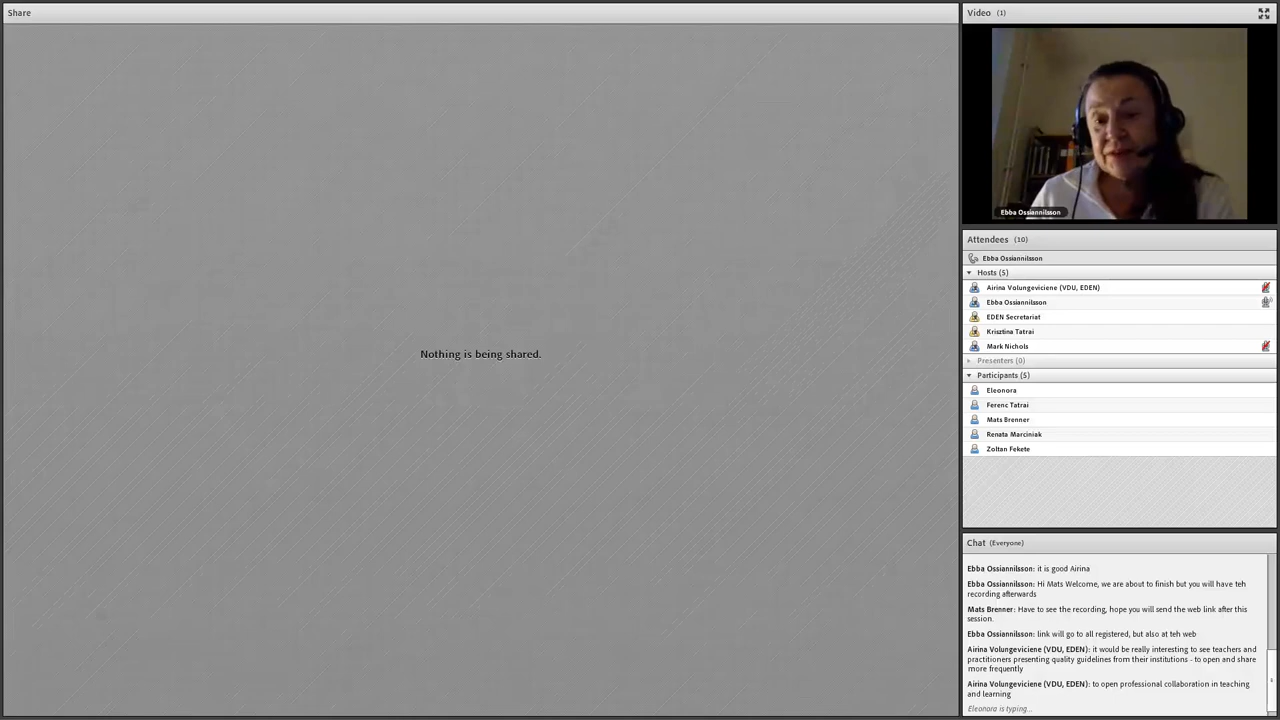 Share
Nothing is being shared.
Video (1)
Ebba Ossiannilsson
Attendees (10)
Ebba Ossiannilsson
Hosts (5)
Airina Volungeviciene (VDU, EDEN)
Ebba Ossiannilsson
EDEN Secretariat
Krisztina Tatrai
Mark Nichols
Presenters (0)
Participants (5)
Eleonora
Ferenc Tatrai
Mats Brenner
Renata Marciniak
Zoltan Fekete
Chat (Everyone)
Ebba Ossiannilsson: it is good Airina
Ebba Ossiannilsson: Hi Mats Welcome, we are about to finish but you will have teh
recording afterwards
Mats Brenner: Have to see the recording, hope you will send the web link after this
session.
Ebba Ossiannilsson: link will go to all registered, but also at teh web
Airina Volungeviciene (VDU, EDEN): it would be really interesting to see teachers and
practitioners presenting quality guidelines from their institutions - to open and share
more frequently
Airina Volungeviciene (VDU, EDEN): to open professional collaboration in teaching
and learning
Eleonora is typing...